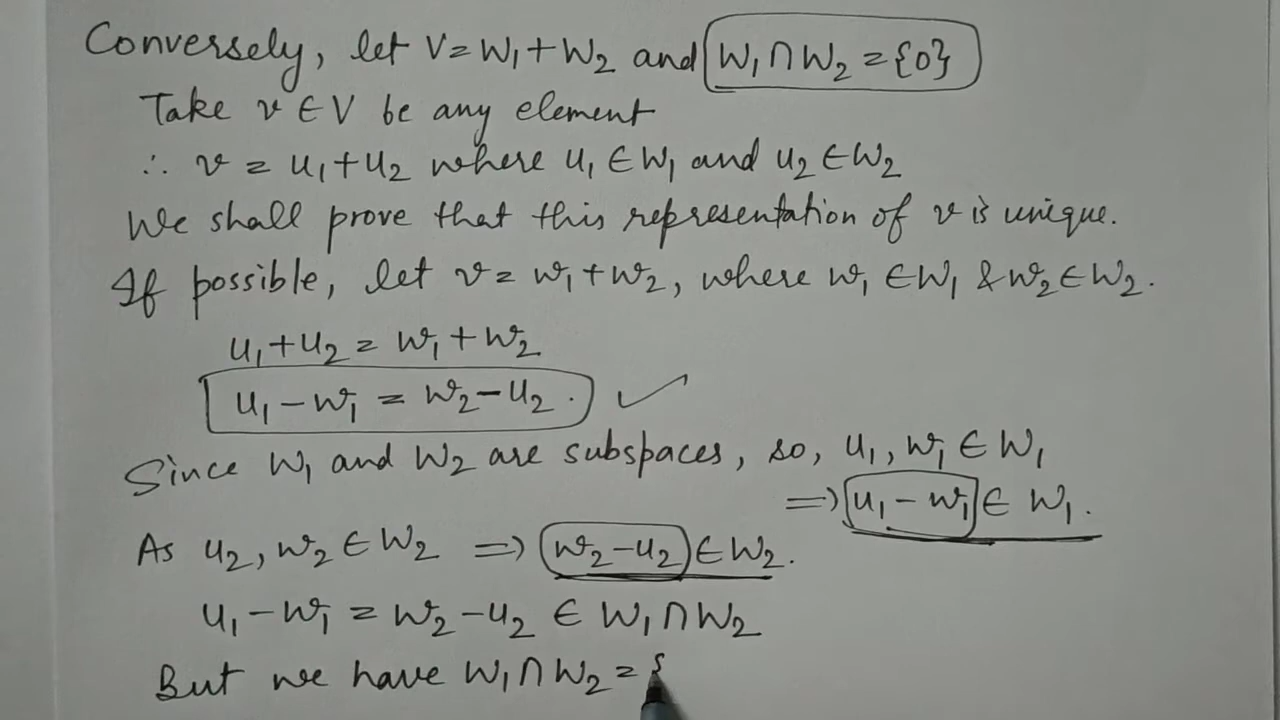 Conversely, let V=W₁+W₂ and W₁∩W₂={0}
Take v∈V be any element
∴ v=u₁+u₂ where u₁∈W₁ and u₂∈W₂
We shall prove that this representation of v is unique.
If possible, let v=w₁+w₂, where w₁∈W₁ & w₂∈W₂.
u₁+u₂=w₁+w₂
u₁-w₁=w₂-u₂. ✓
Since W₁ and W₂ are subspaces, so, u₁, w₁∈W₁
⇒ u₁-w₁∈W₁.
As u₂, w₂∈W₂ ⇒ w₂-u₂∈W₂.
u₁-w₁=w₂-u₂∈W₁∩W₂
But we have W₁∩W₂=